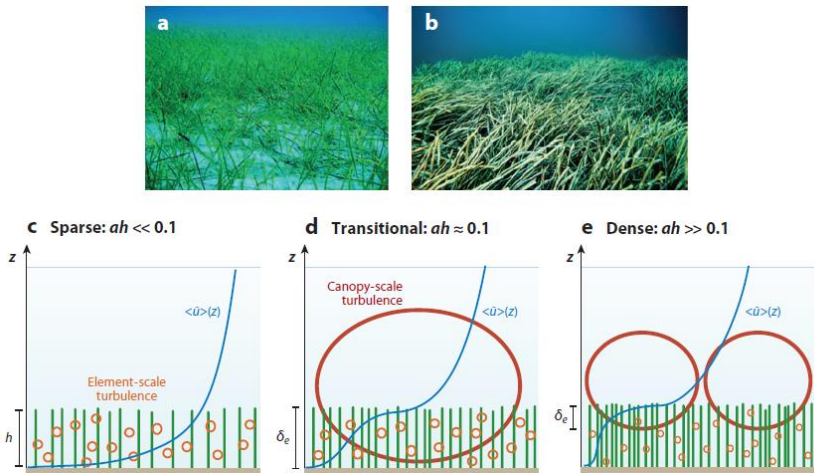 a
b
c Sparse: ah << 0.1
d Transitional: ah ≈ 0.1
e Dense: ah >> 0.1
z
z
z
<û>(z)
Canopy-scale
turbulence
<û>(z)
<û>(z)
Element-scale
turbulence
h
δe
δe